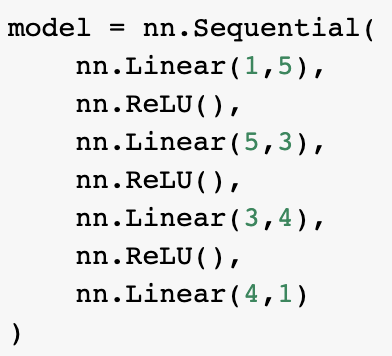 model = nn.Sequential(
    nn.Linear(1,5),
    nn.ReLU(),
    nn.Linear(5,3),
    nn.ReLU(),
    nn.Linear(3,4),
    nn.ReLU(),
    nn.Linear(4,1)
)